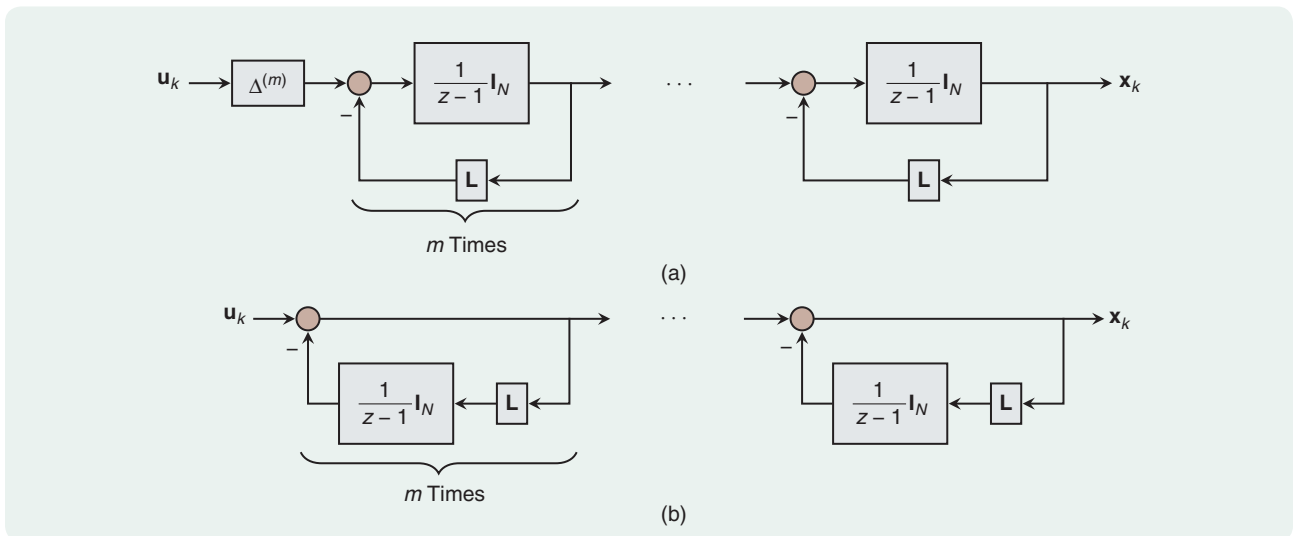 u_k Δ^(m) 1/(z − 1) I_N · · · 1/(z − 1) I_N x_k
− −
L L
m Times
(a)
u_k · · · x_k
− −
1/(z − 1) I_N L 1/(z − 1) I_N L
m Times
(b)